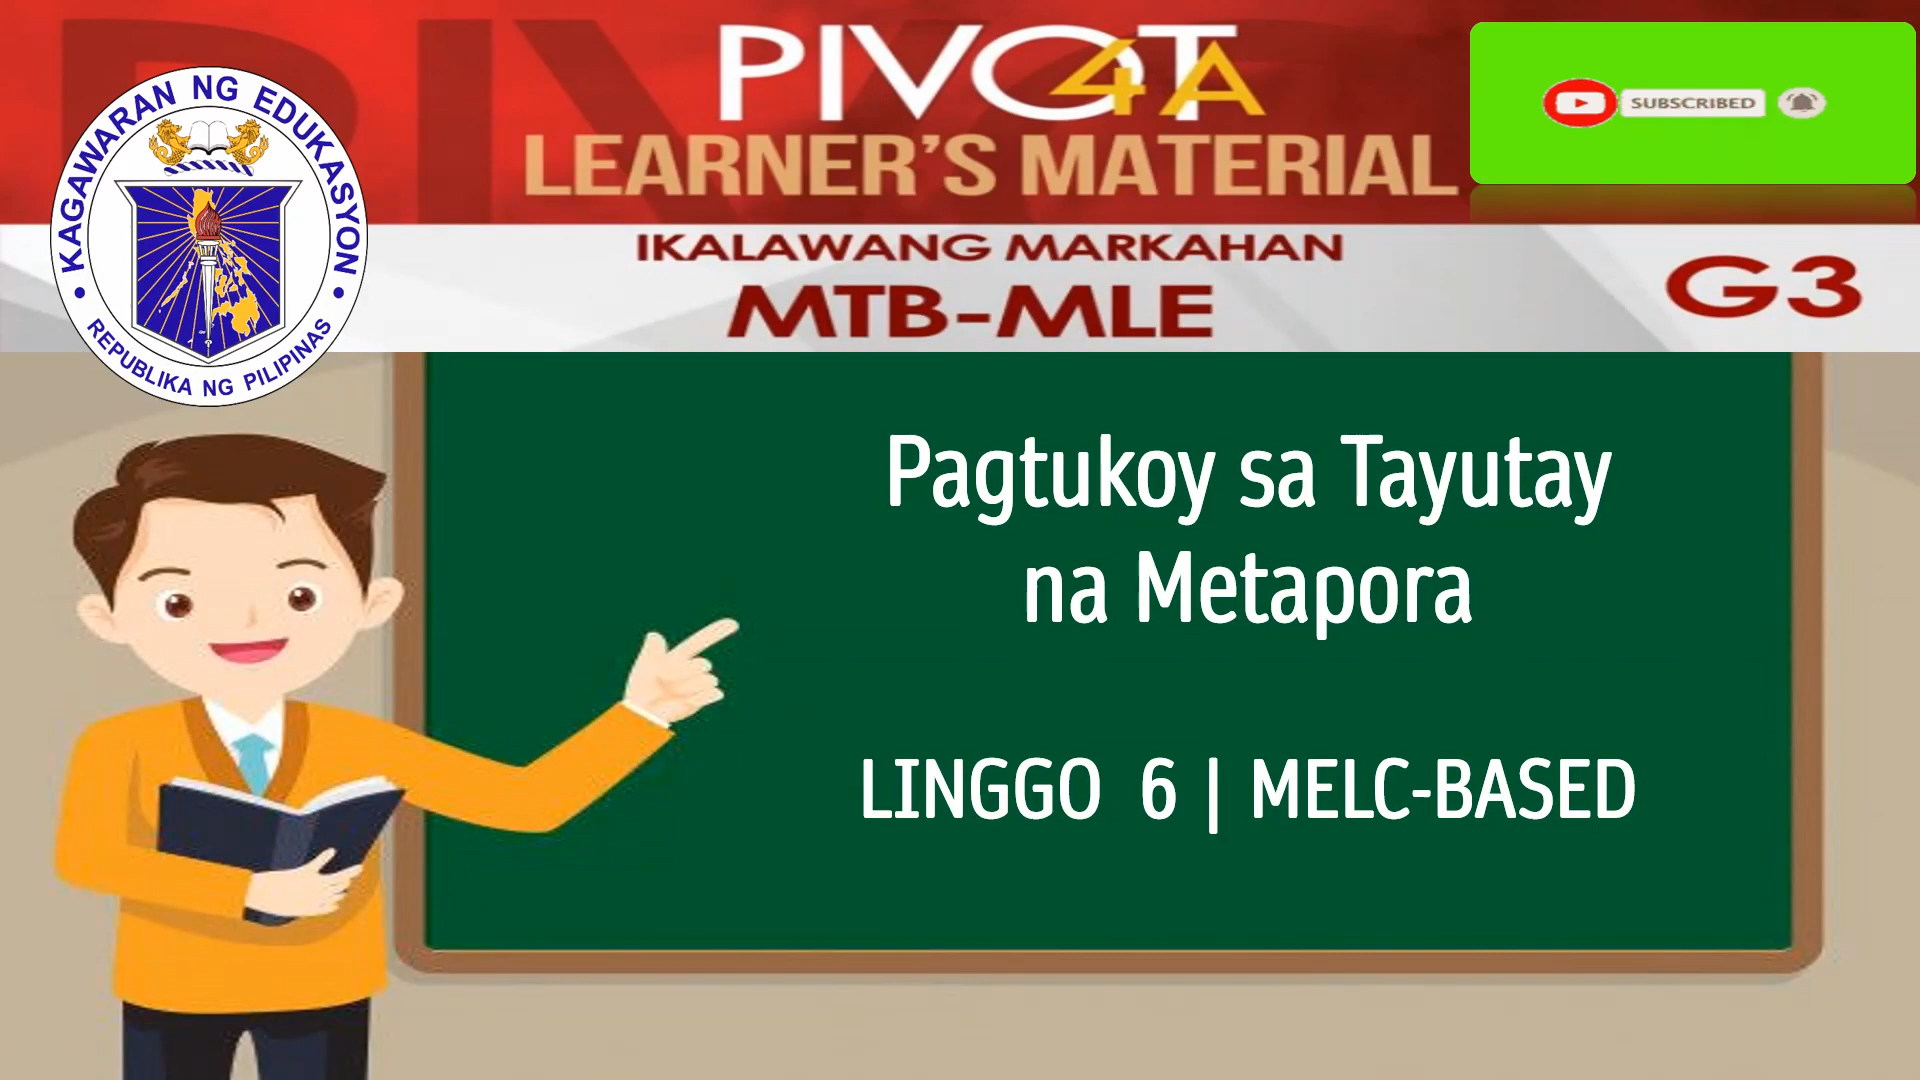 PIVOT 4A
LEARNER'S MATERIAL
SUBSCRIBED
KAGAWARAN NG EDUKASYON
REPUBLIKA NG PILIPINAS
IKALAWANG MARKAHAN
MTB-MLE
G3
Pagtukoy sa Tayutay
na Metapora
LINGGO 6 | MELC-BASED